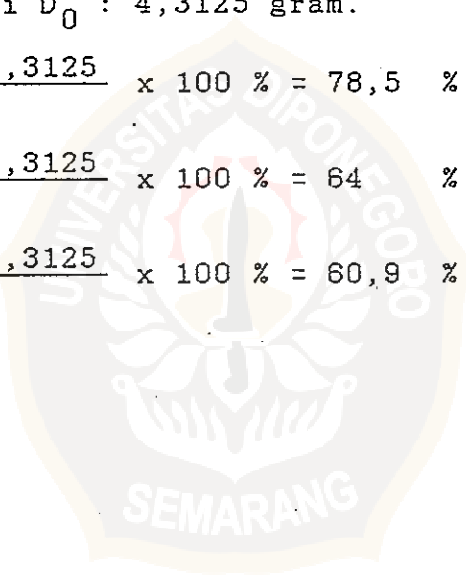 i D₀ : 4,3125 gram.
,3125 x 100 % = 78,5 %
,3125 x 100 % = 64 %
,3125 x 100 % = 60,9 %
UNIVERSITAS DIPONEGORO
SEMARANG